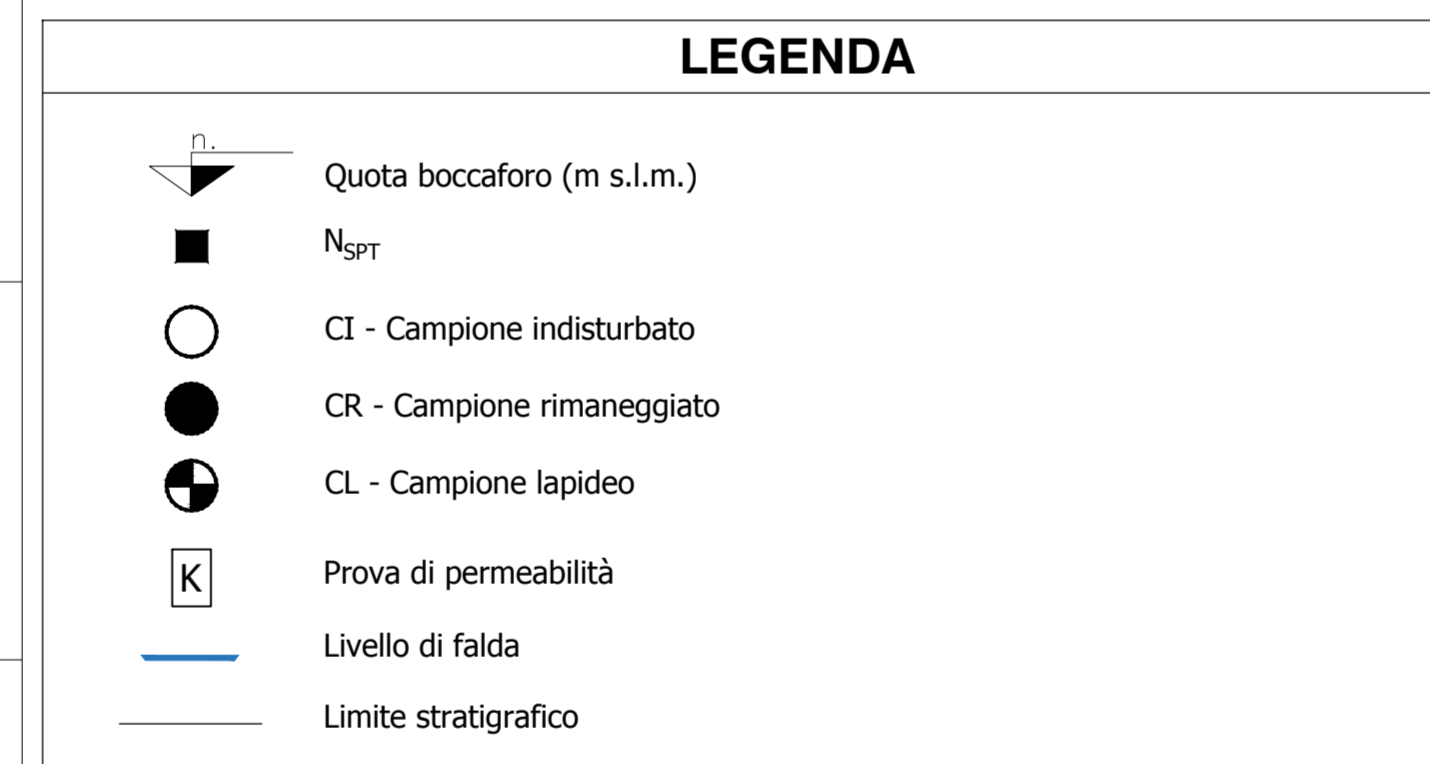 LEGENDA
n.
Quota boccaforo (m s.l.m.)
NSPT
CI - Campione indisturbato
CR - Campione rimaneggiato
CL - Campione lapideo
K
Prova di permeabilità
Livello di falda
Limite stratigrafico